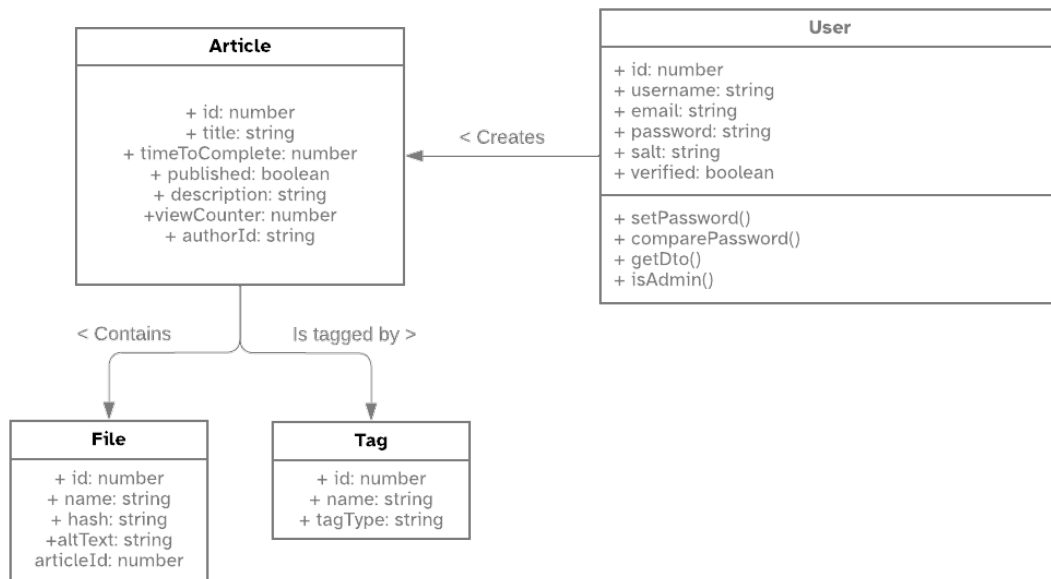 Article
+ id: number
+ title: string
+ timeToComplete: number
+ published: boolean
+ description: string
+viewCounter: number
+ authorId: string
User
+ id: number
+ username: string
+ email: string
+ password: string
+ salt: string
+ verified: boolean
+ setPassword()
+ comparePassword()
+ getDto()
+ isAdmin()
< Creates
< Contains
Is tagged by >
File
+ id: number
+ name: string
+ hash: string
+altText: string
articleId: number
Tag
+ id: number
+ name: string
+ tagType: string